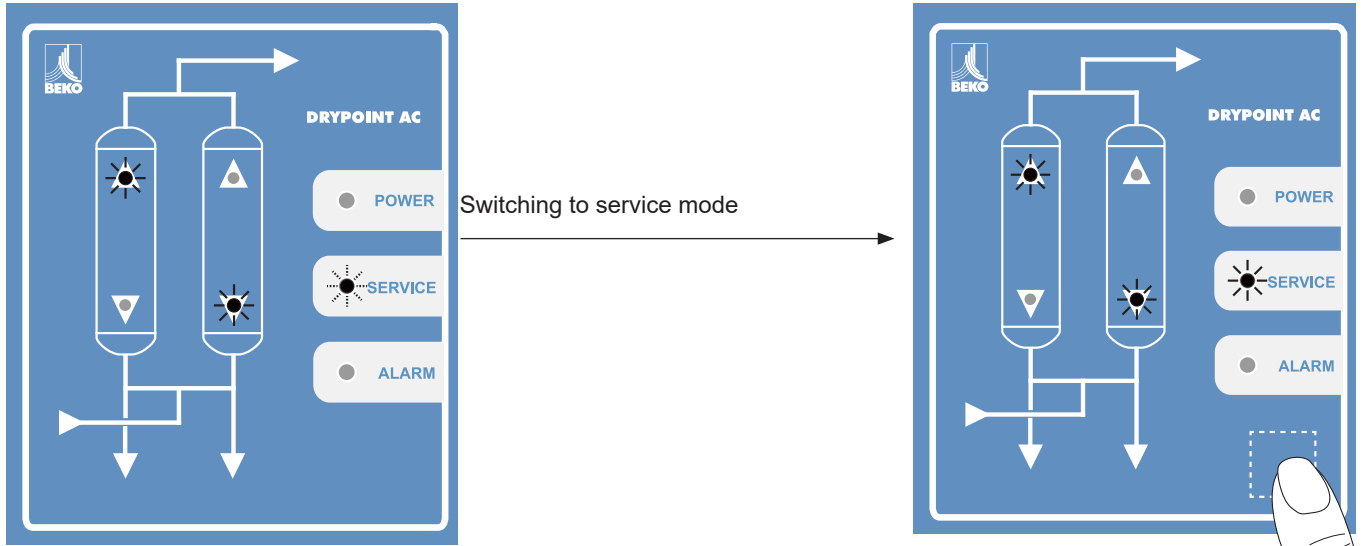 BEKO
DRYPOINT AC
POWER
SERVICE
ALARM
Switching to service mode
BEKO
DRYPOINT AC
POWER
SERVICE
ALARM